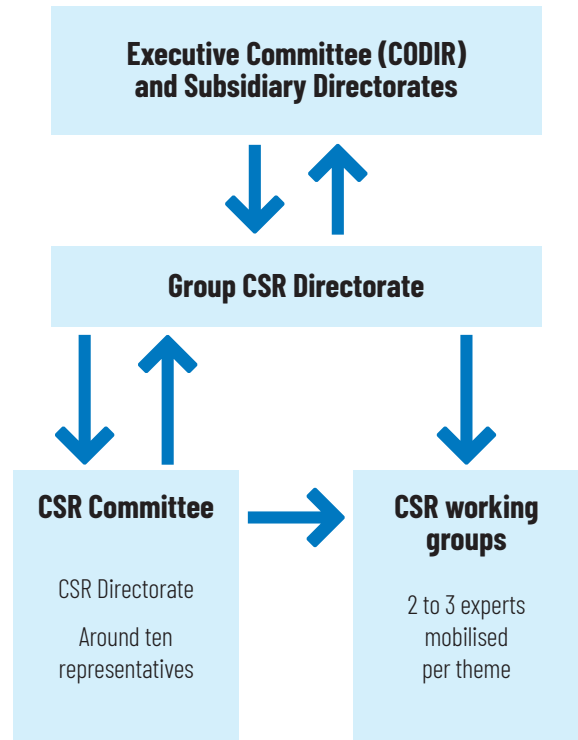 Executive Committee (CODIR)
and Subsidiary Directorates
Group CSR Directorate
CSR Committee
CSR Directorate
Around ten
representatives
CSR working
groups
2 to 3 experts
mobilised
per theme